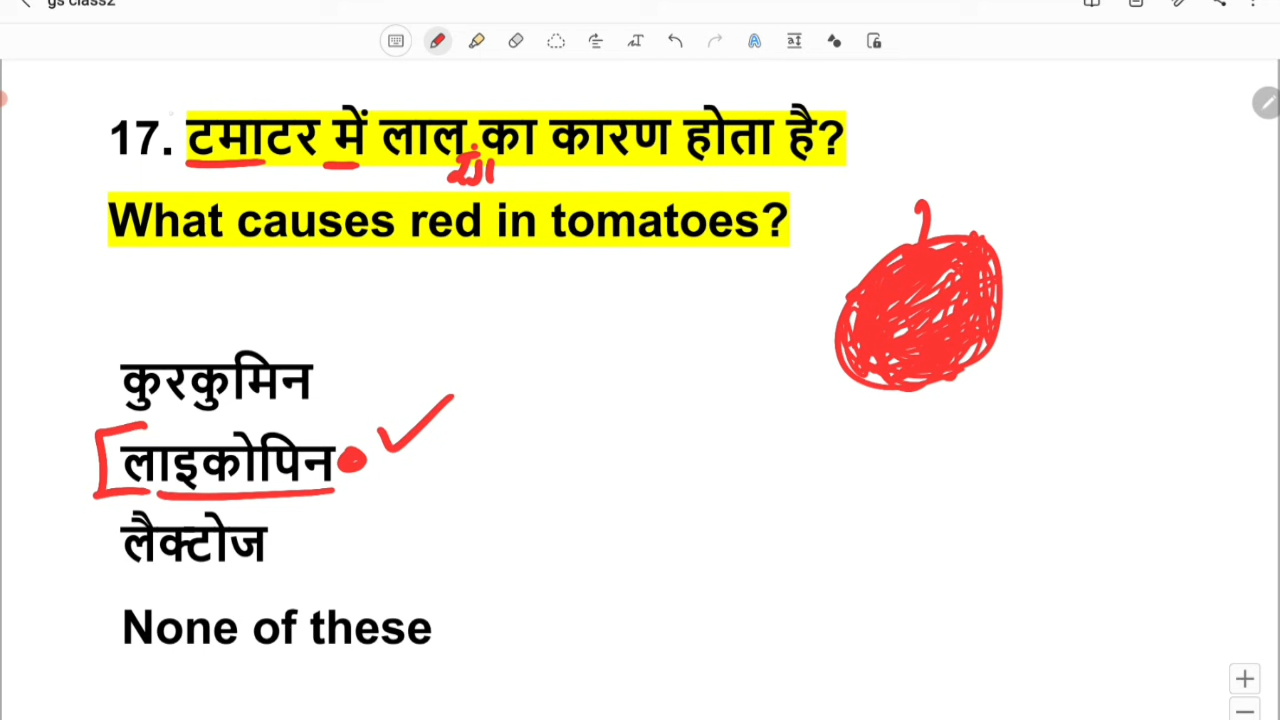 gs class2
17. टमाटर में लाल का कारण होता है?
रंग
What causes red in tomatoes?
कुरकुमिन
लाइकोपिन
लैक्टोज
None of these